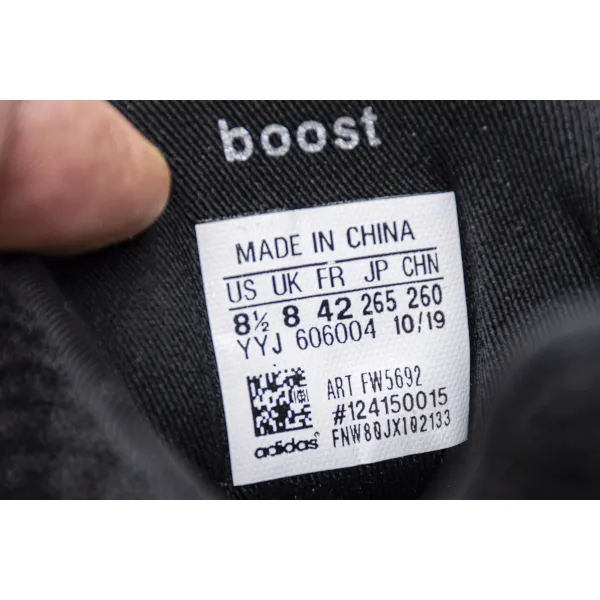 boost
MADE IN CHINA
US UK FR JP CHN
8½ 8 42 265 260
YYJ 606004 10/19
ART FW5692
#124150015
FNW80JX102133
adidas